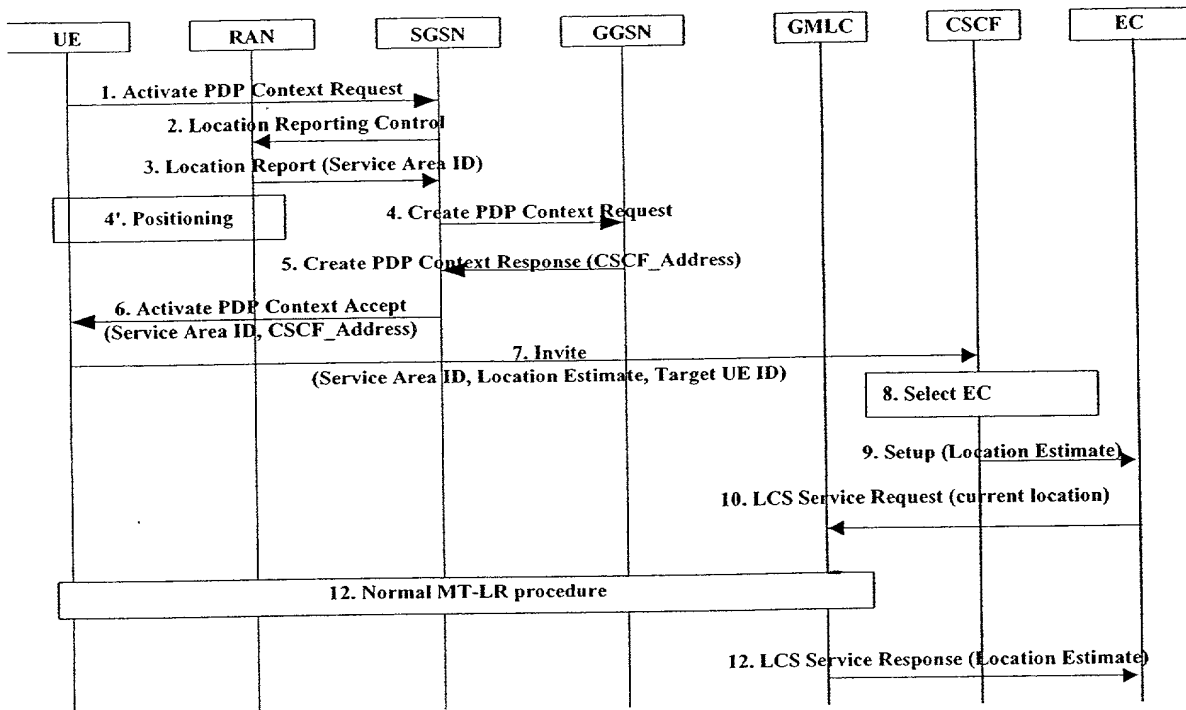 UE RAN SGSN GGSN GMLC CSCF EC
1. Activate PDP Context Request
2. Location Reporting Control
3. Location Report (Service Area ID)
4'. Positioning
4. Create PDP Context Request
5. Create PDP Context Response (CSCF_Address)
6. Activate PDP Context Accept
(Service Area ID, CSCF_Address)
7. Invite
(Service Area ID, Location Estimate, Target UE ID)
8. Select EC
9. Setup (Location Estimate)
10. LCS Service Request (current location)
12. Normal MT-LR procedure
12. LCS Service Response (Location Estimate)